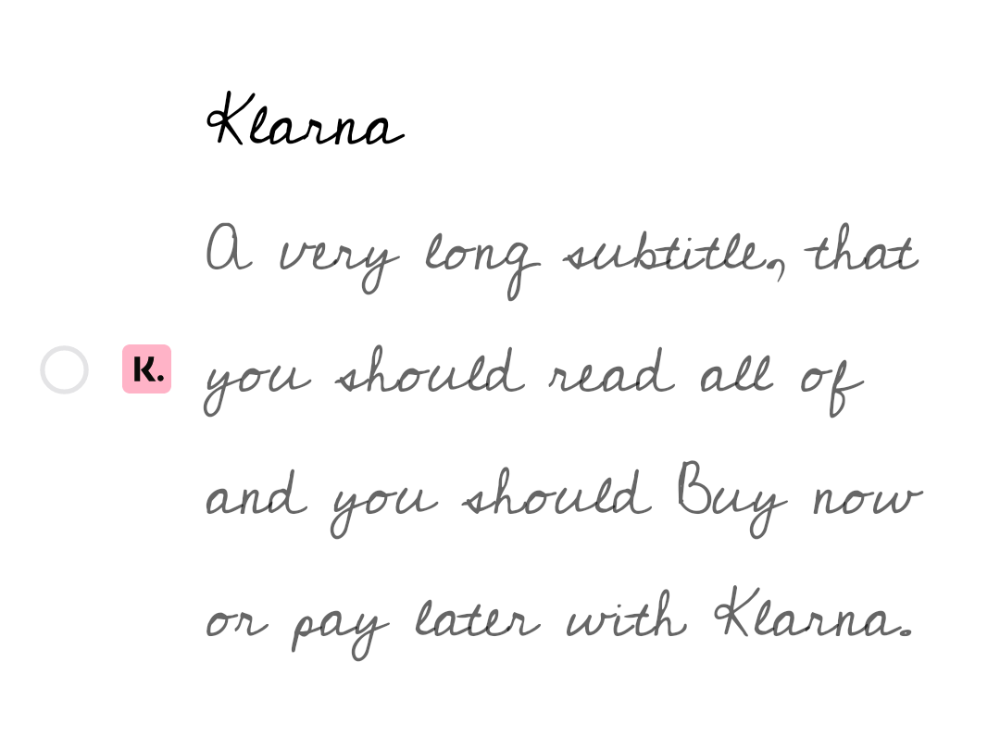 Klarna
A very long subtitle, that
K. you should read all of
and you should Buy now
or pay later with Klarna.